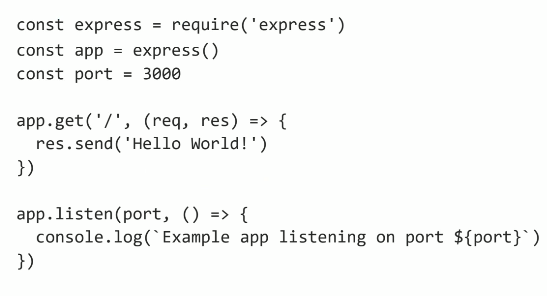 const express = require('express')
const app = express()
const port = 3000

app.get('/', (req, res) => {
  res.send('Hello World!')
})

app.listen(port, () => {
  console.log(`Example app listening on port ${port}`)
})